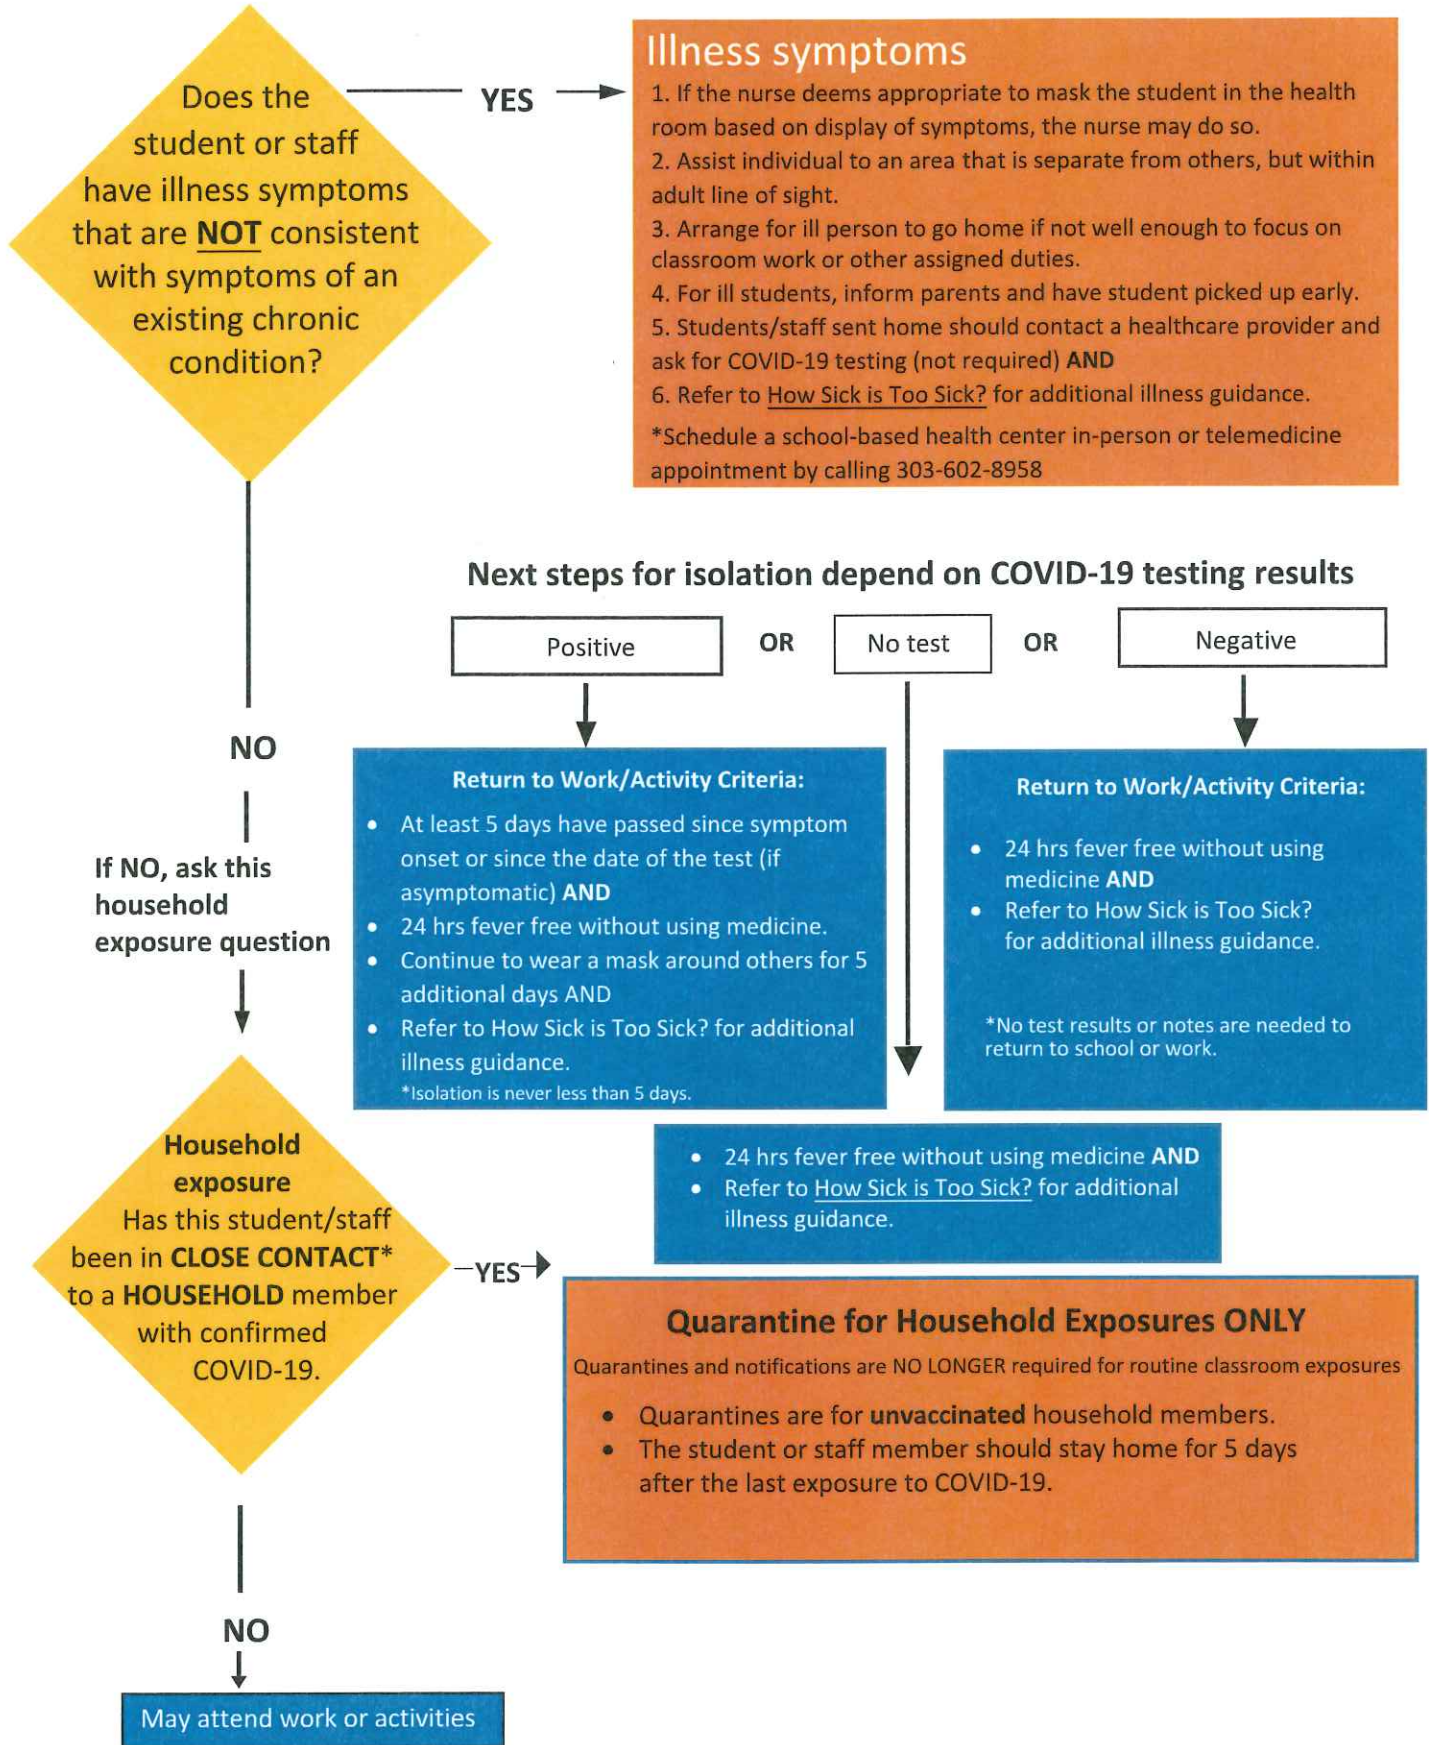 Does the
student or staff
have illness symptoms
that are NOT consistent
with symptoms of an
existing chronic
condition?
YES
Illness symptoms
1. If the nurse deems appropriate to mask the student in the health
room based on display of symptoms, the nurse may do so.
2. Assist individual to an area that is separate from others, but within
adult line of sight.
3. Arrange for ill person to go home if not well enough to focus on
classroom work or other assigned duties.
4. For ill students, inform parents and have student picked up early.
5. Students/staff sent home should contact a healthcare provider and
ask for COVID-19 testing (not required) AND
6. Refer to How Sick is Too Sick? for additional illness guidance.
*Schedule a school-based health center in-person or telemedicine
appointment by calling 303-602-8958
Next steps for isolation depend on COVID-19 testing results
Positive
OR
No test
OR
Negative
Return to Work/Activity Criteria:
• At least 5 days have passed since symptom
onset or since the date of the test (if
asymptomatic) AND
• 24 hrs fever free without using medicine.
• Continue to wear a mask around others for 5
additional days AND
• Refer to How Sick is Too Sick? for additional
illness guidance.
*Isolation is never less than 5 days.
Return to Work/Activity Criteria:
• 24 hrs fever free without using
medicine AND
• Refer to How Sick is Too Sick?
for additional illness guidance.
*No test results or notes are needed to
return to school or work.
• 24 hrs fever free without using medicine AND
• Refer to How Sick is Too Sick? for additional
illness guidance.
NO
If NO, ask this
household
exposure question
Household
exposure
Has this student/staff
been in CLOSE CONTACT*
to a HOUSEHOLD member
with confirmed
COVID-19.
YES
Quarantine for Household Exposures ONLY
Quarantines and notifications are NO LONGER required for routine classroom exposures
• Quarantines are for unvaccinated household members.
• The student or staff member should stay home for 5 days
after the last exposure to COVID-19.
NO
May attend work or activities